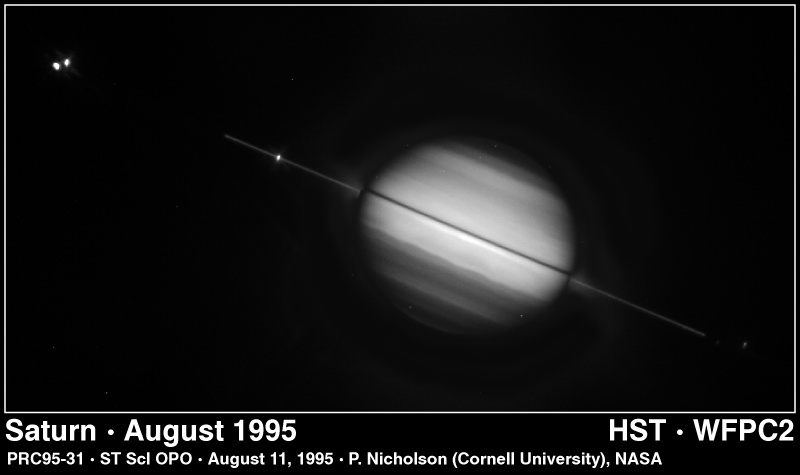 Saturn · August 1995 HST · WFPC2
PRC95-31 · ST ScI OPO · August 11, 1995 · P. Nicholson (Cornell University), NASA